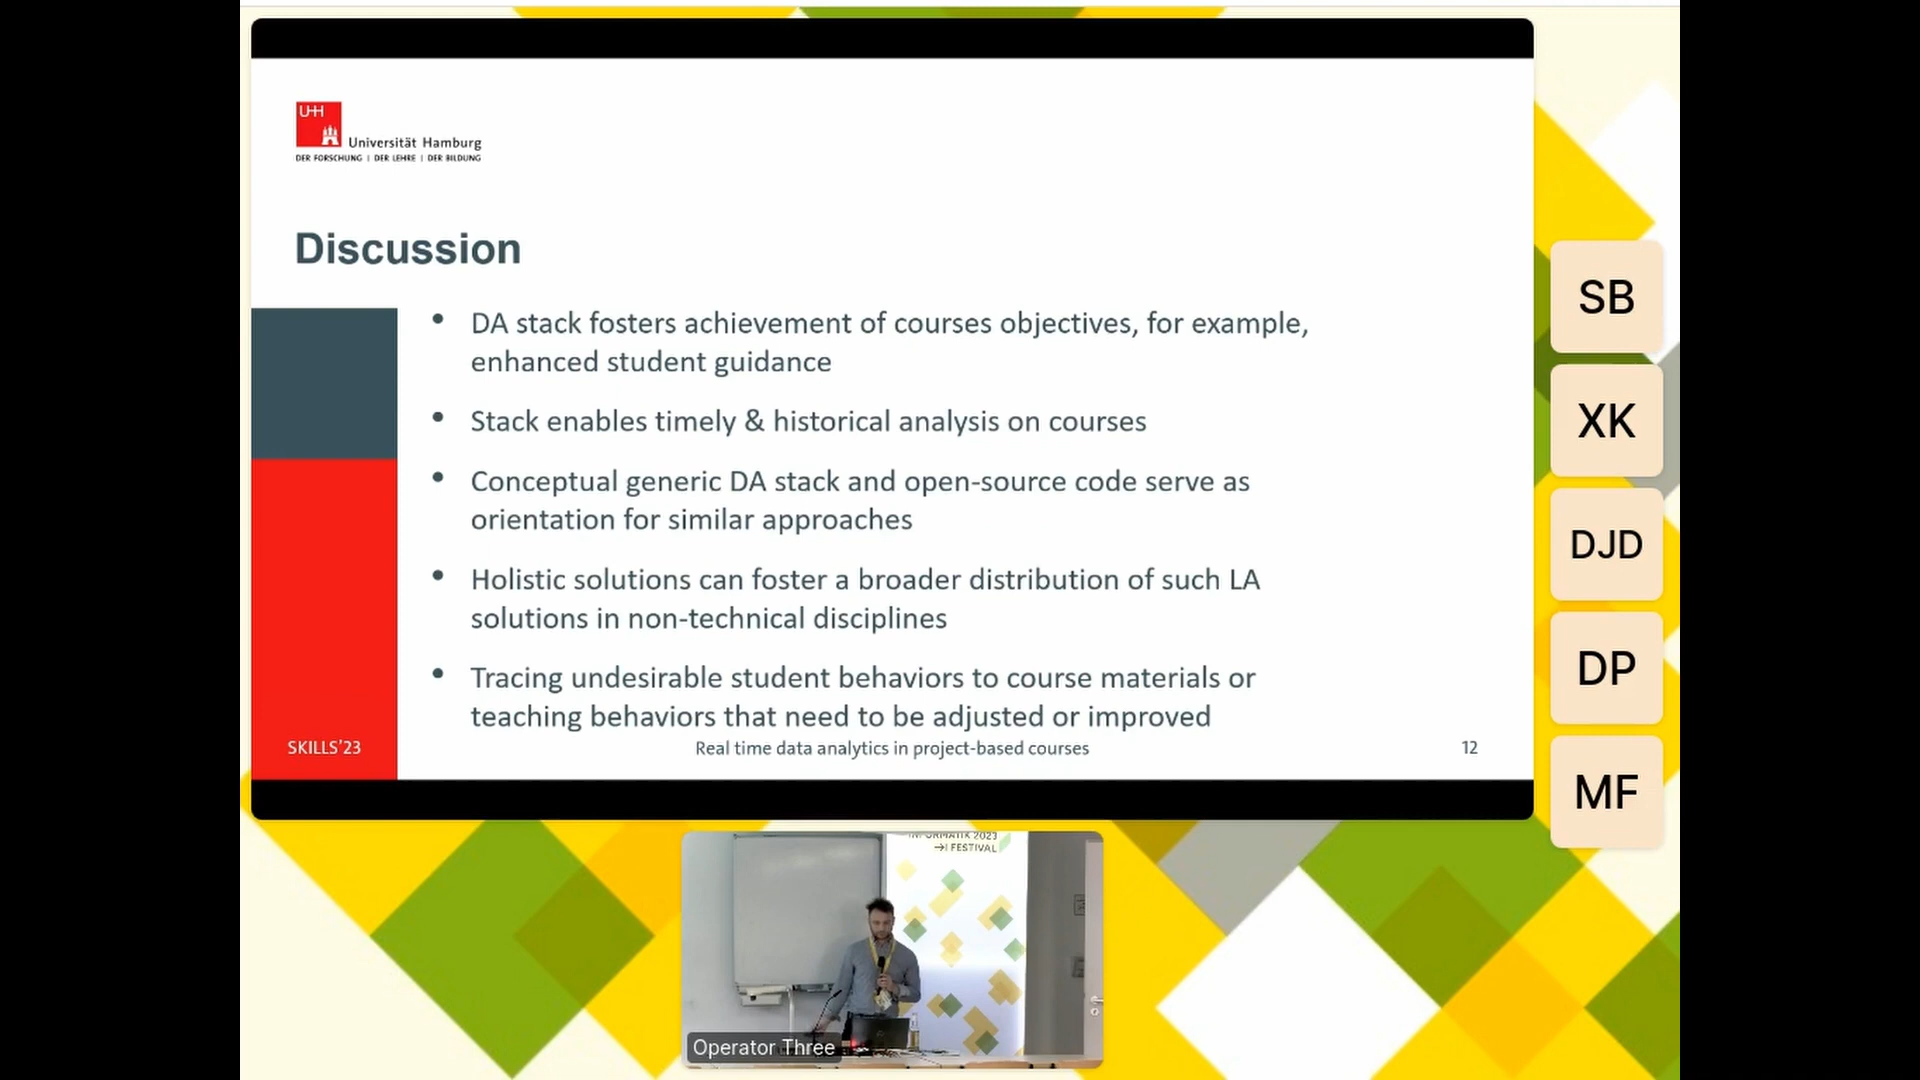 UHH
Universität Hamburg
DER FORSCHUNG | DER LEHRE | DER BILDUNG
Discussion
• DA stack fosters achievement of courses objectives, for example,
enhanced student guidance
• Stack enables timely & historical analysis on courses
• Conceptual generic DA stack and open-source code serve as
orientation for similar approaches
• Holistic solutions can foster a broader distribution of such LA
solutions in non-technical disciplines
• Tracing undesirable student behaviors to course materials or
teaching behaviors that need to be adjusted or improved
SKILLS'23
Real time data analytics in project-based courses
12
SB
XK
DJD
DP
MF
INFORMATIK 2023
FESTIVAL
Operator Three